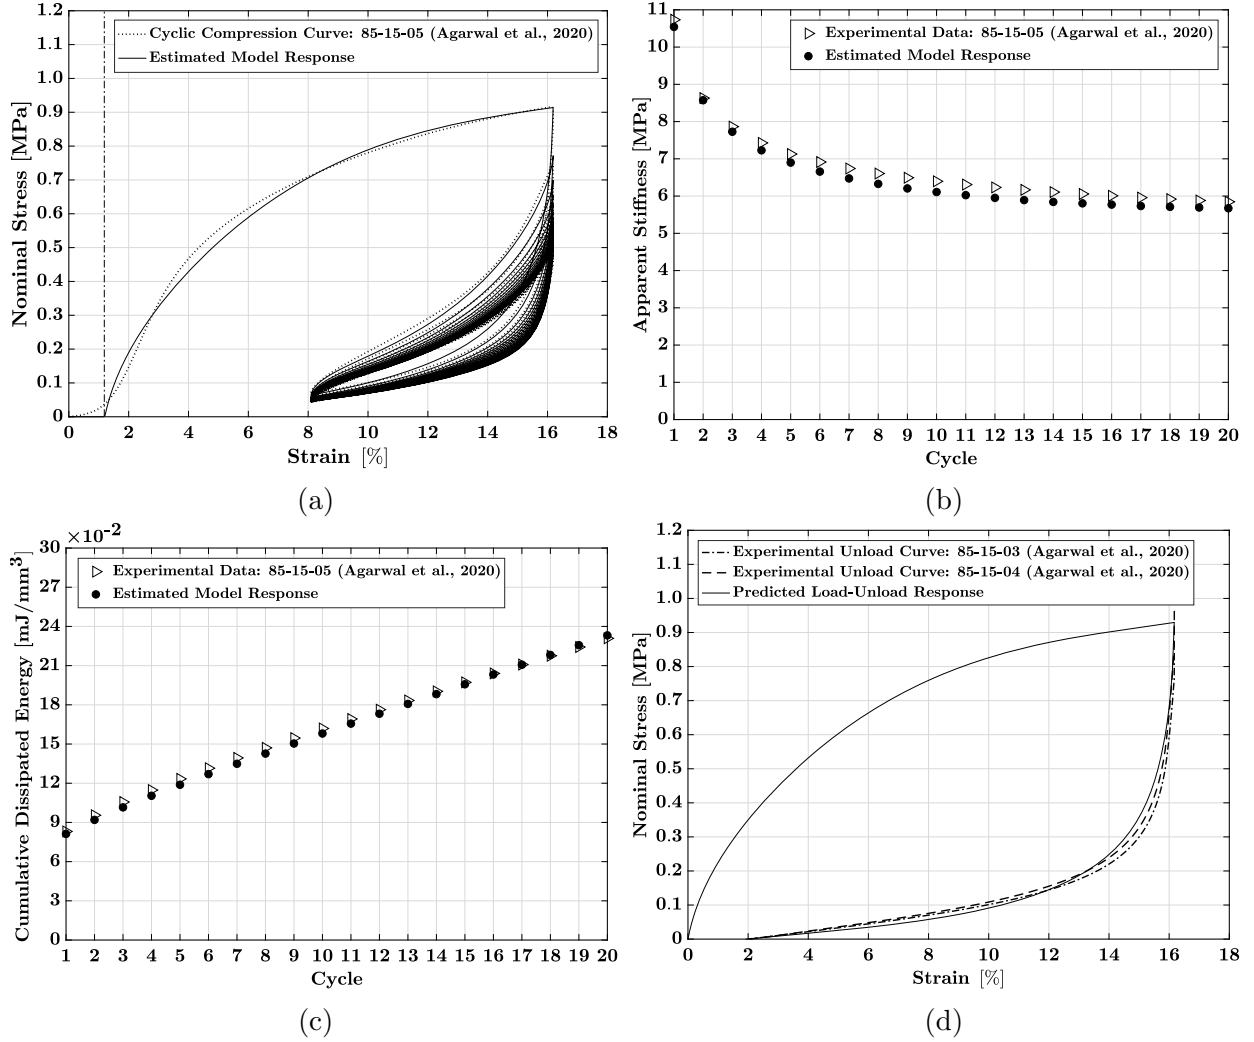 1.2
1.1
1
0.9
0.8
0.7
0.6
0.5
0.4
0.3
0.2
0.1
0
Nominal Stress [MPa]
Cyclic Compression Curve: 85-15-05 (Agarwal et al., 2020)
Estimated Model Response
0 2 4 6 8 10 12 14 16 18
Strain [%]
(a)
11
10
9
8
7
6
5
4
3
2
1
0
Apparent Stiffness [MPa]
Experimental Data: 85-15-05 (Agarwal et al., 2020)
Estimated Model Response
1 2 3 4 5 6 7 8 9 10 11 12 13 14 15 16 17 18 19 20
Cycle
(b)
×10-2
30
27
24
21
18
15
12
9
6
3
0
Cumulative Dissipated Energy [mJ/mm3]
Experimental Data: 85-15-05 (Agarwal et al., 2020)
Estimated Model Response
1 2 3 4 5 6 7 8 9 10 11 12 13 14 15 16 17 18 19 20
Cycle
(c)
1.2
1.1
1
0.9
0.8
0.7
0.6
0.5
0.4
0.3
0.2
0.1
0
Nominal Stress [MPa]
Experimental Unload Curve: 85-15-03 (Agarwal et al., 2020)
Experimental Unload Curve: 85-15-04 (Agarwal et al., 2020)
Predicted Load-Unload Response
0 2 4 6 8 10 12 14 16 18
Strain [%]
(d)